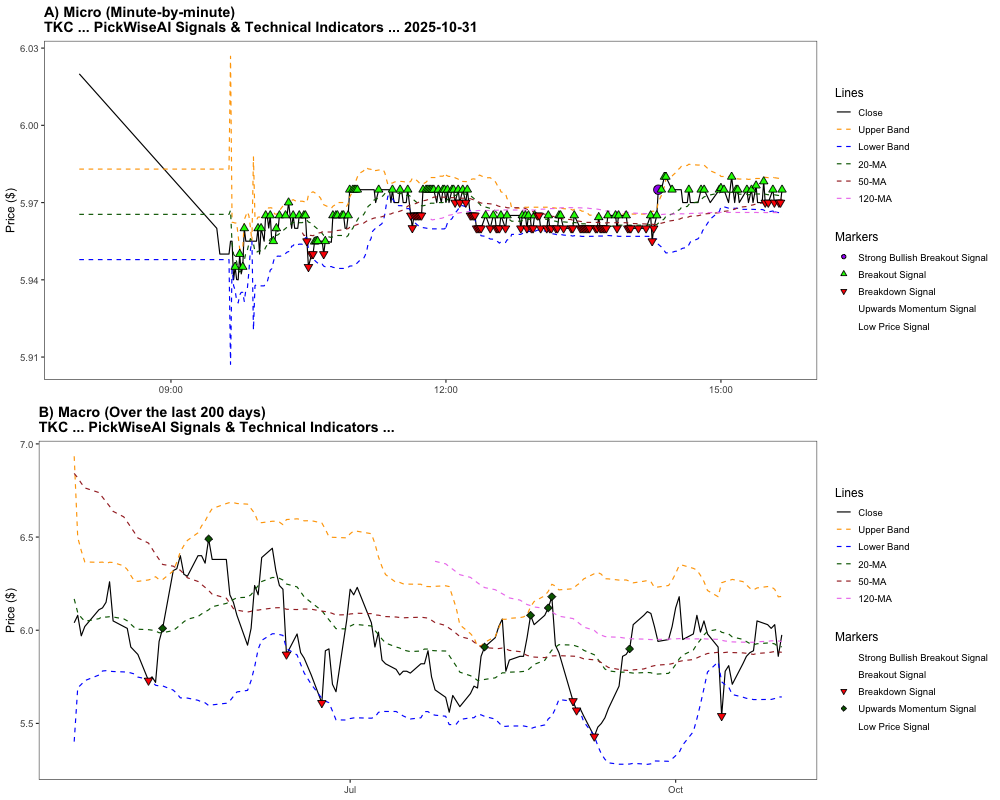 A) Micro (Minute-by-minute)
TKC ... PickWiseAI Signals & Technical Indicators ... 2025-10-31
Price ($)
6.03
6.00
5.97
5.94
5.91
09:00
12:00
15:00
Lines
Close
Upper Band
Lower Band
20-MA
50-MA
120-MA
Markers
Strong Bullish Breakout Signal
Breakout Signal
Breakdown Signal
Upwards Momentum Signal
Low Price Signal
B) Macro (Over the last 200 days)
TKC ... PickWiseAI Signals & Technical Indicators ...
Price ($)
7.0
6.5
6.0
5.5
Jul
Oct
Lines
Close
Upper Band
Lower Band
20-MA
50-MA
120-MA
Markers
Strong Bullish Breakout Signal
Breakout Signal
Breakdown Signal
Upwards Momentum Signal
Low Price Signal